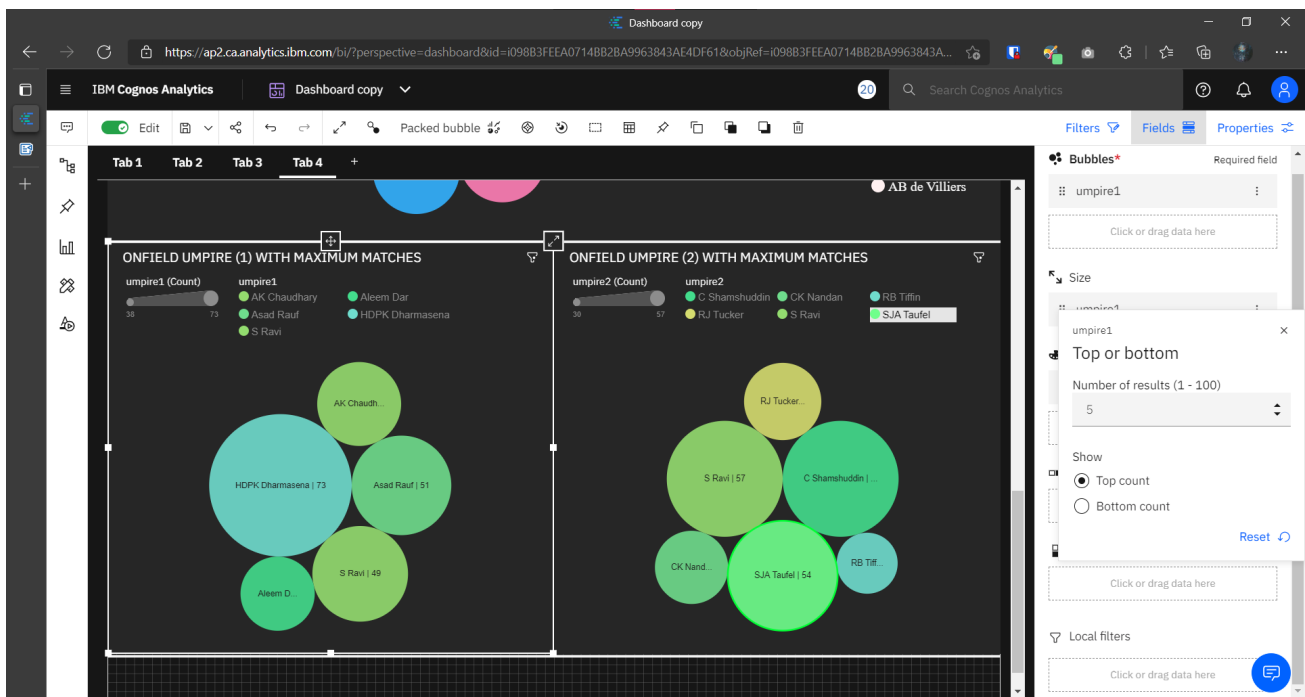 Dashboard copy
https://ap2.ca.analytics.ibm.com/bi/?perspective=dashboard&id=i098B3FEEA0714BB2BA9963843AE4DF61&objRef=i098B3FEEA0714BB2BA9963843A...
IBM Cognos Analytics
Dashboard copy
20
Search Cognos Analytics
Edit
Packed bubble
Filters
Fields
Properties
Tab 1 Tab 2 Tab 3 Tab 4 +
AB de Villiers
ONFIELD UMPIRE (1) WITH MAXIMUM MATCHES
umpire1 (Count)
38 73
umpire1
AK Chaudhary Aleem Dar
Asad Rauf HDPK Dharmasena
S Ravi
AK Chaudh...
HDPK Dharmasena | 73
Asad Rauf | 51
S Ravi | 49
Aleem D...
ONFIELD UMPIRE (2) WITH MAXIMUM MATCHES
umpire2 (Count)
30 57
umpire2
C Shamshuddin CK Nandan RB Tiffin
RJ Tucker S Ravi SJA Taufel
RJ Tucker...
S Ravi | 57
C Shamshuddin | ...
CK Nand...
SJA Taufel | 54
RB Tiff...
Bubbles* Required field
umpire1
Click or drag data here
Size
umpire1
umpire1
Top or bottom
Number of results (1 - 100)
5
Show
Top count
Bottom count
Reset
Click or drag data here
Local filters
Click or drag data here